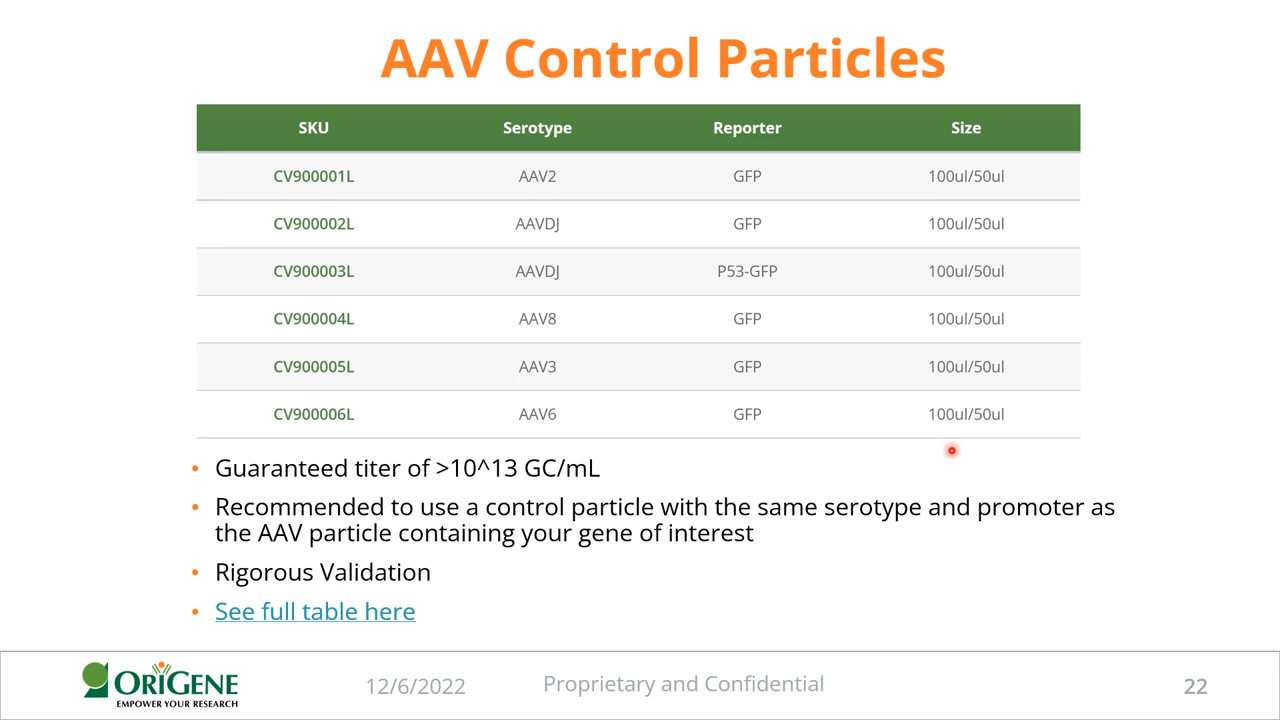 AAV Control Particles
SKU Serotype Reporter Size
CV900001L AAV2 GFP 100ul/50ul
CV900002L AAVDJ GFP 100ul/50ul
CV900003L AAVDJ P53-GFP 100ul/50ul
CV900004L AAV8 GFP 100ul/50ul
CV900005L AAV3 GFP 100ul/50ul
CV900006L AAV6 GFP 100ul/50ul
• Guaranteed titer of >10^13 GC/mL
• Recommended to use a control particle with the same serotype and promoter as
the AAV particle containing your gene of interest
• Rigorous Validation
• See full table here
ORIGENE
EMPOWER YOUR RESEARCH
12/6/2022
Proprietary and Confidential
22